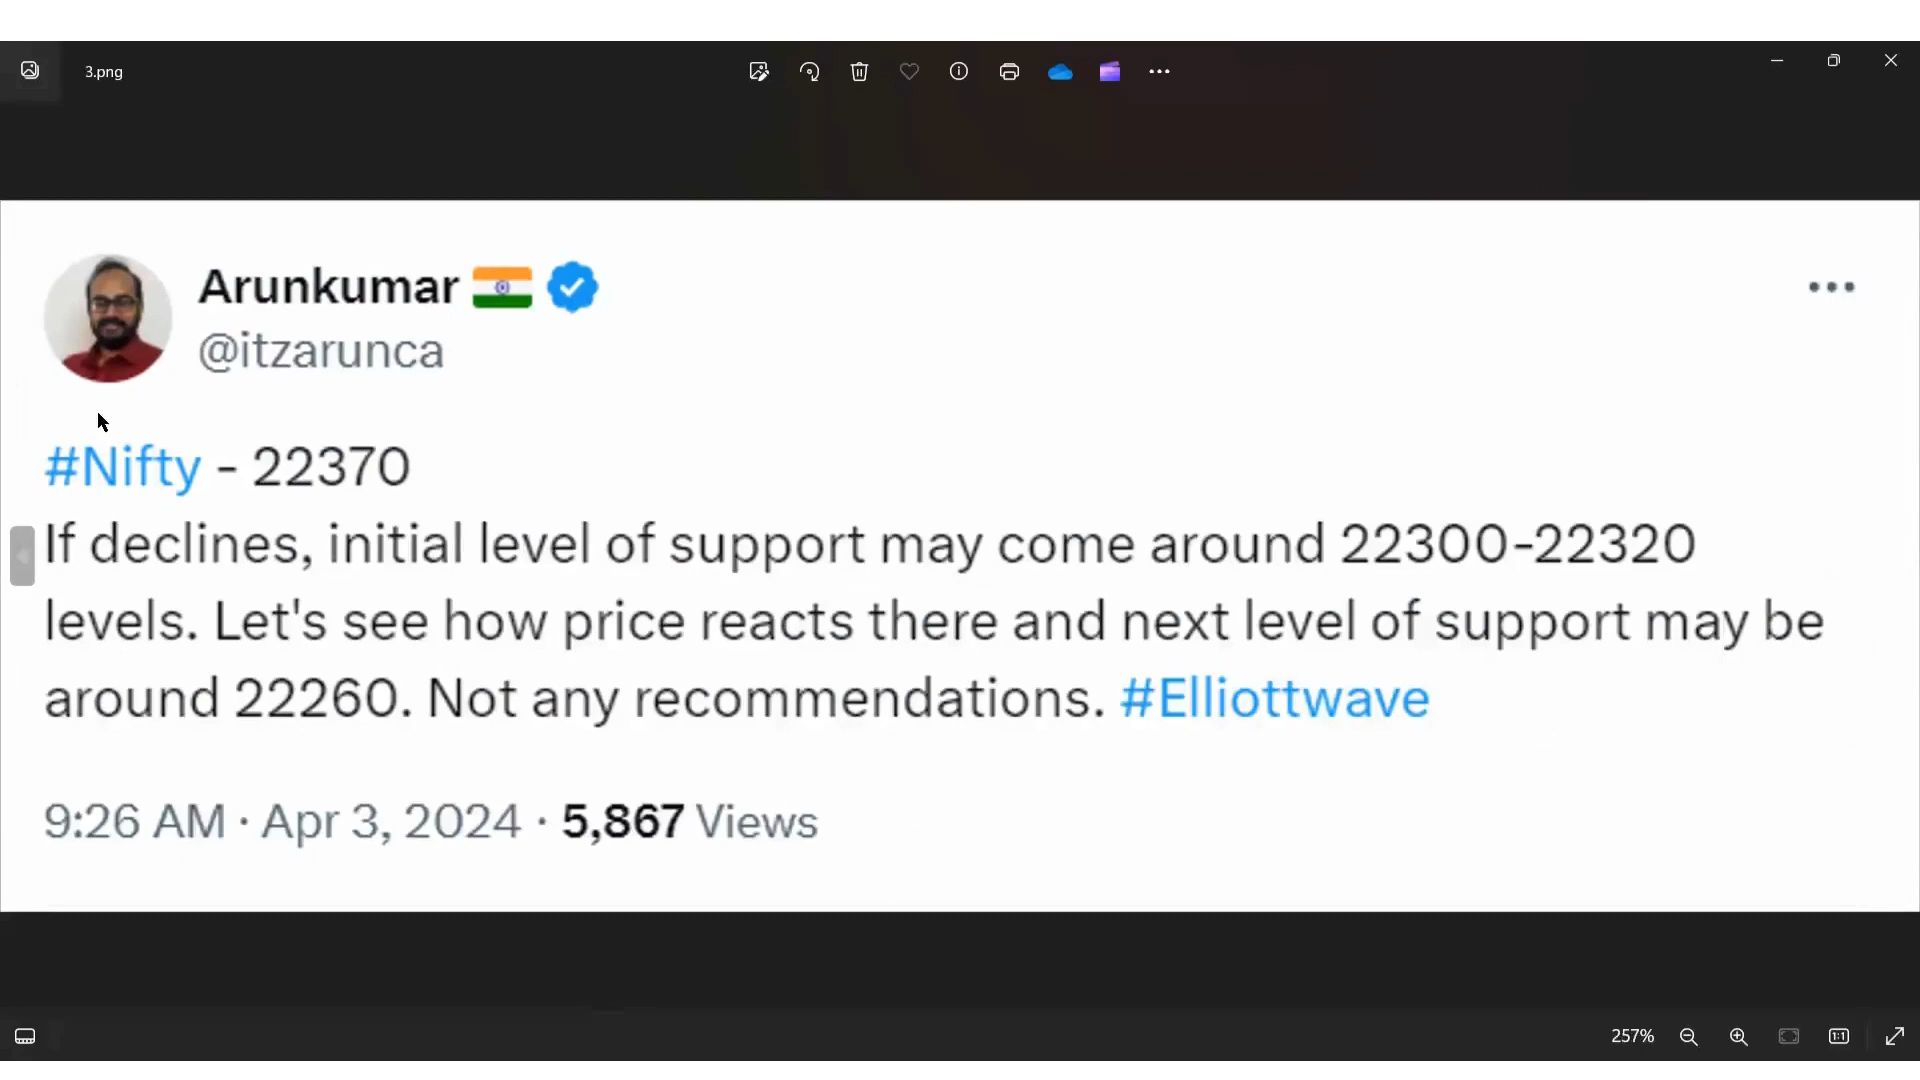 3.png
Arunkumar 🇮🇳
@itzarunca
#Nifty - 22370
If declines, initial level of support may come around 22300-22320
levels. Let's see how price reacts there and next level of support may be
around 22260. Not any recommendations. #Elliottwave
9:26 AM · Apr 3, 2024 · 5,867 Views
257%
1:1